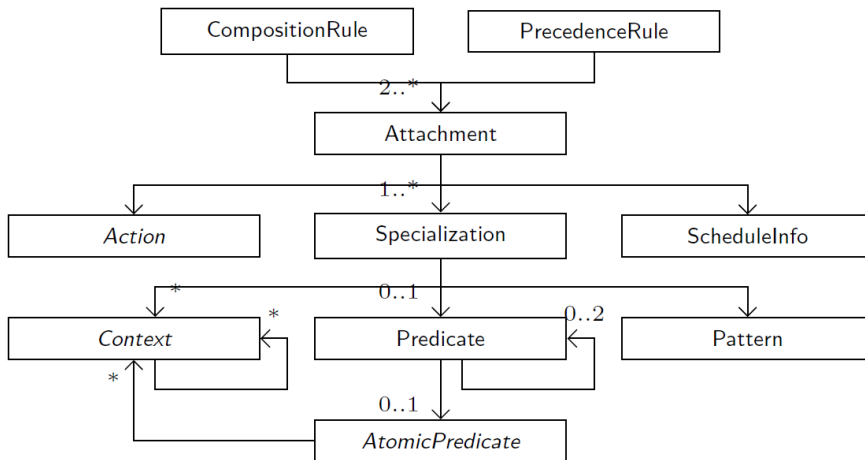 CompositionRule
PrecedenceRule
2..*
Attachment
1..*
Action
Specialization
ScheduleInfo
*
0..1
*
0..2
Context
Predicate
Pattern
*
0..1
AtomicPredicate